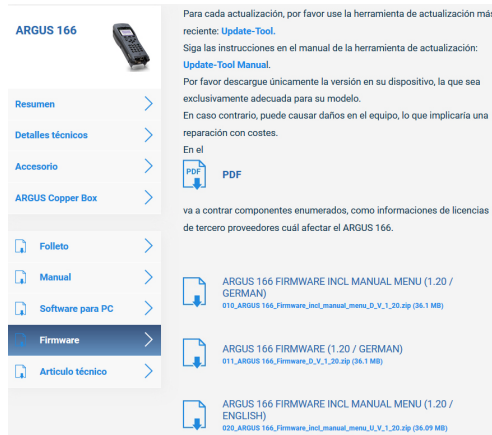 ARGUS 166
Resumen
Detalles técnicos
Accesorio
ARGUS Copper Box
Folleto
Manual
Software para PC
Firmware
Articulo técnico
Para cada actualización, por favor use la herramienta de actualización más
reciente: Update-Tool.
Siga las instrucciones en el manual de la herramienta de actualización:
Update-Tool Manual.
Por favor descargue únicamente la versión en su dispositivo, la que sea
exclusivamente adecuada para su modelo.
En caso contrario, puede causar daños en el equipo, lo que implicaría una
reparación con costes.
En el
PDF
PDF
va a contrar componentes enumerados, como informaciones de licencias
de tercero proveedores cuál afectar el ARGUS 166.
ARGUS 166 FIRMWARE INCL MANUAL MENU (1.20 /
GERMAN)
010_ARGUS 166_Firmware_incl_manual_menu_D_V_1_20.zip (36.1 MB)
ARGUS 166 FIRMWARE (1.20 / GERMAN)
011_ARGUS 166_Firmware_D_V_1_20.zip (36.1 MB)
ARGUS 166 FIRMWARE INCL MANUAL MENU (1.20 /
ENGLISH)
020_ARGUS 166_Firmware_incl_manual_menu_U_V_1_20.zip (36.09 MB)